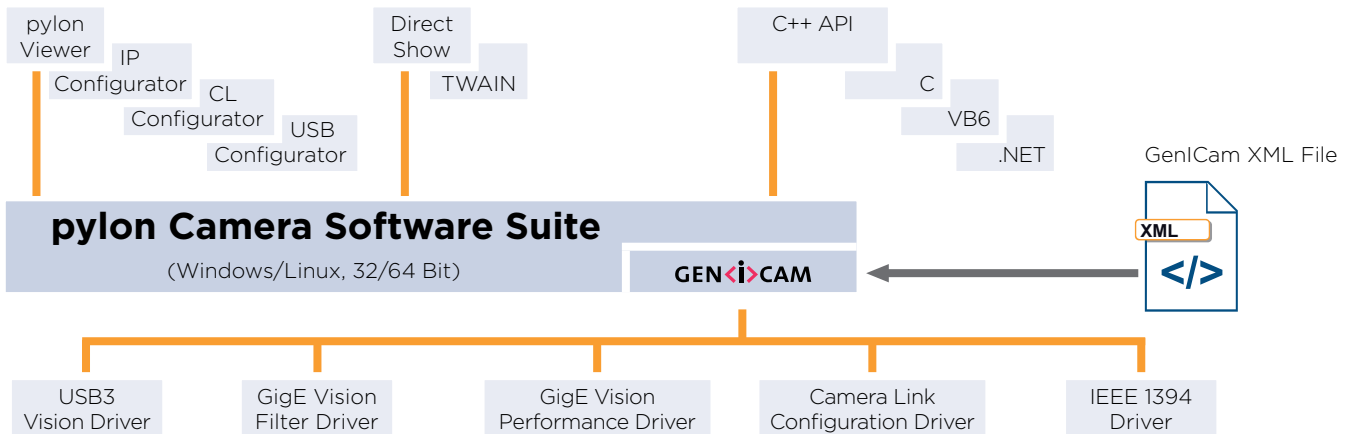 pylon
Viewer
IP
Configurator
CL
Configurator
USB
Configurator
Direct
Show
TWAIN
C++ API
C
VB6
.NET
GenICam XML File
XML
</>
pylon Camera Software Suite
(Windows/Linux, 32/64 Bit)
GEN<i>CAM
USB3
Vision Driver
GigE Vision
Filter Driver
GigE Vision
Performance Driver
Camera Link
Configuration Driver
IEEE 1394
Driver